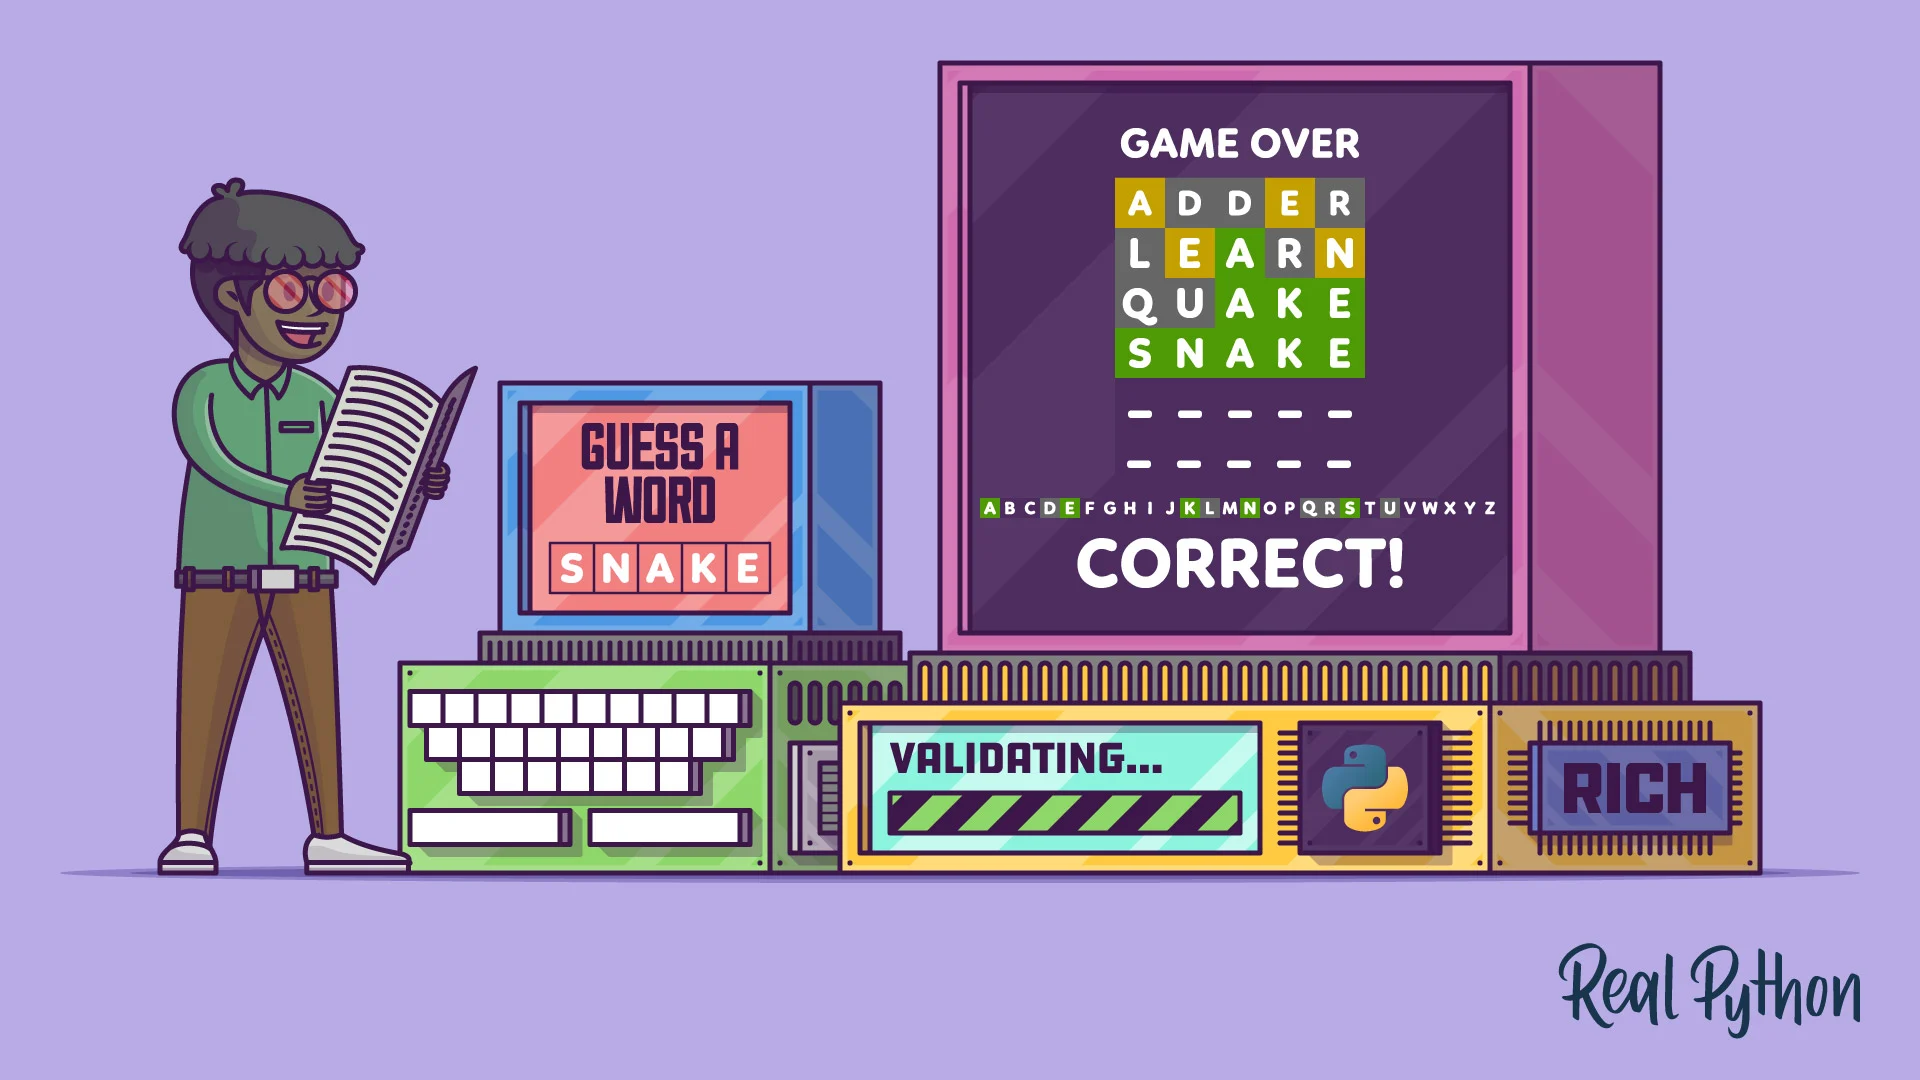 GUESS A
WORD
SNAKE
GAME OVER
ADDER
LEARN
QUAKE
SNAKE
_ _ _ _ _
_ _ _ _ _
ABCDEFGHIJKLMNOPQRSTUVWXYZ
CORRECT!
VALIDATING...
RICH
Real Python